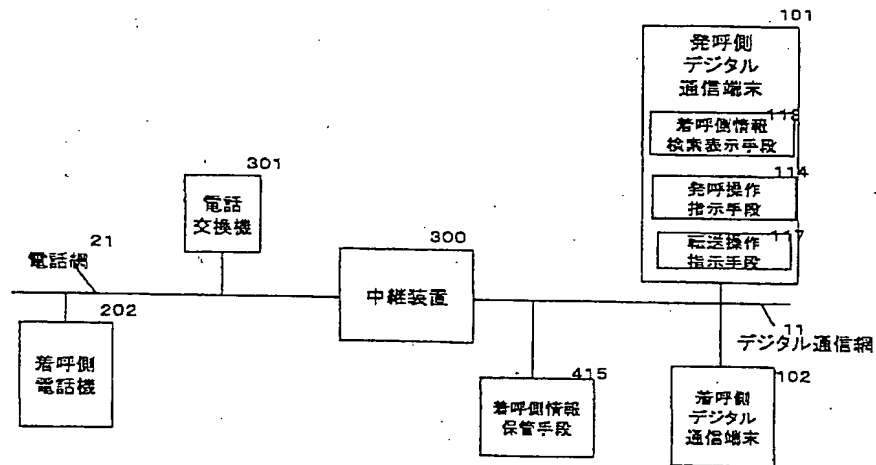 101
発呼側
デジタル
通信端末
着呼側情報
検索表示手段
114
発呼操作
指示手段
117
転送操作
指示手段
301
電話
交換機
21
電話網
300
中継装置
202
着呼側
電話機
11
デジタル通信網
415
着呼側情報
保管手段
102
着呼側
デジタル
通信端末